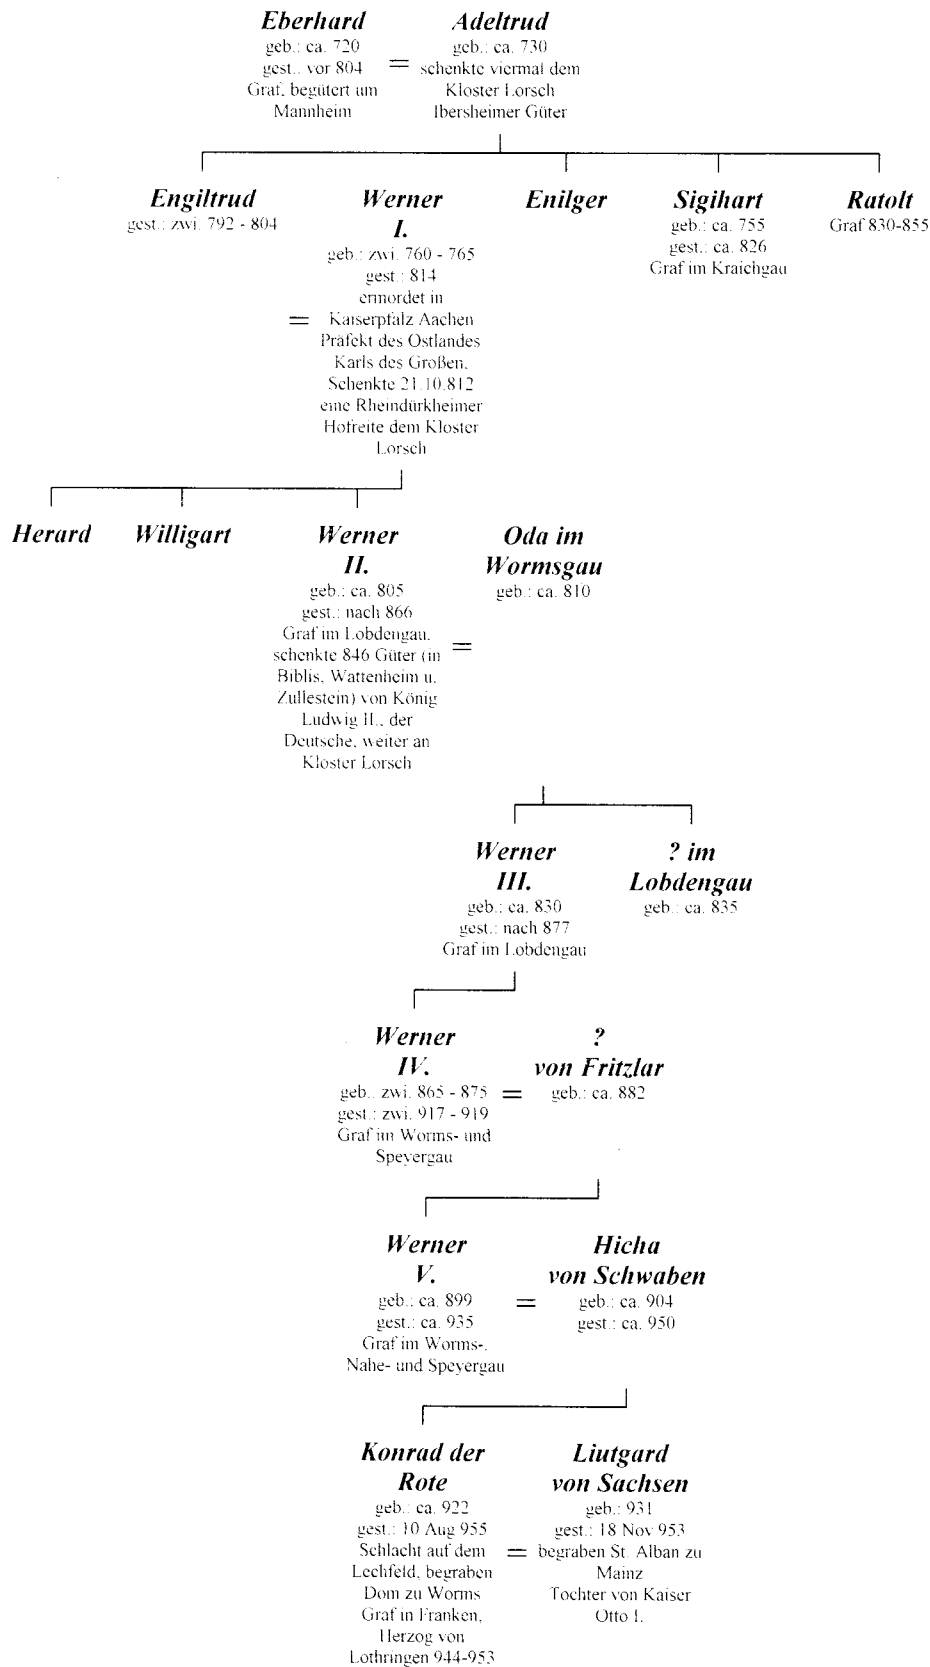 Eberhard
geb.: ca. 720
gest.. vor 804
Graf, begütert um
Mannheim
=
Adeltrud
geb.: ca. 730
schenkte viermal dem
Kloster Lorsch
Ibersheimer Güter
Engiltrud
gest.: zwi. 792 - 804
=
Werner
I.
geb.: zwi. 760 - 765
gest.: 814
ermordet in
Kaiserpfalz Aachen
Präfekt des Ostlandes
Karls des Großen.
Schenkte 21.10.812
eine Rheindürkheimer
Hofreite dem Kloster
Lorsch
Enilger
Sigihart
geb.: ca. 755
gest.: ca. 826
Graf im Kraichgau
Ratolt
Graf 830-855
Herard
Willigart
Werner
II.
geb.: ca. 805
gest.: nach 866
Graf im Lobdengau.
schenkte 846 Güter (in
Biblis, Wattenheim u.
Zullestein) von König
Ludwig II., der
Deutsche, weiter an
Kloster Lorsch
=
Oda im
Wormsgau
geb.: ca. 810
Werner
III.
geb.: ca. 830
gest.: nach 877
Graf im Lobdengau
? im
Lobdengau
geb.: ca. 835
Werner
IV.
geb.. zwi. 865 - 875
gest.: zwi. 917 - 919
Graf im Worms- und
Speyergau
=
?
von Fritzlar
geb.: ca. 882
Werner
V.
geb.: ca. 899
gest.: ca. 935
Graf im Worms-,
Nahe- und Speyergau
=
Hicha
von Schwaben
geb.: ca. 904
gest.: ca. 950
Konrad der
Rote
geb.: ca. 922
gest.: 10 Aug 955
Schlacht auf dem
Lechfeld, begraben
Dom zu Worms
Graf in Franken,
Herzog von
Lothringen 944-953
=
Liutgard
von Sachsen
geb.: 931
gest.: 18 Nov 953
begraben St. Alban zu
Mainz
Tochter von Kaiser
Otto I.